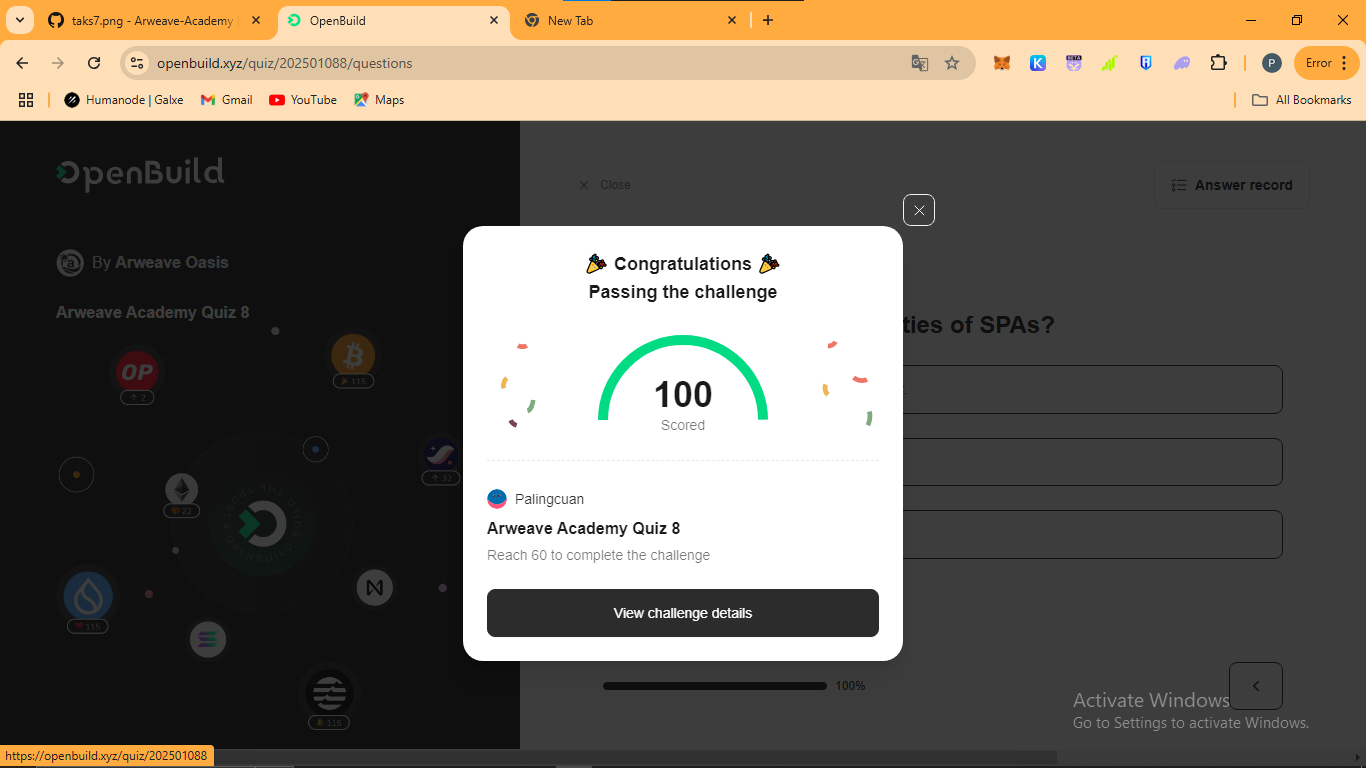 taks7.png - Arweave-Academy
OpenBuild
New Tab
openbuild.xyz/quiz/202501088/questions
BETA
P
Error
Humanode | Galxe
Gmail
YouTube
Maps
All Bookmarks
OpenBuild
Close
Answer record
By Arweave Oasis
Arweave Academy Quiz 8
Congratulations
Passing the challenge
ties of SPAs?
OP
2
115
100
Scored
32
22
Palingcuan
Arweave Academy Quiz 8
Reach 60 to complete the challenge
View challenge details
115
115
100%
Activate Windows
Go to Settings to activate Windows.
https://openbuild.xyz/quiz/202501088